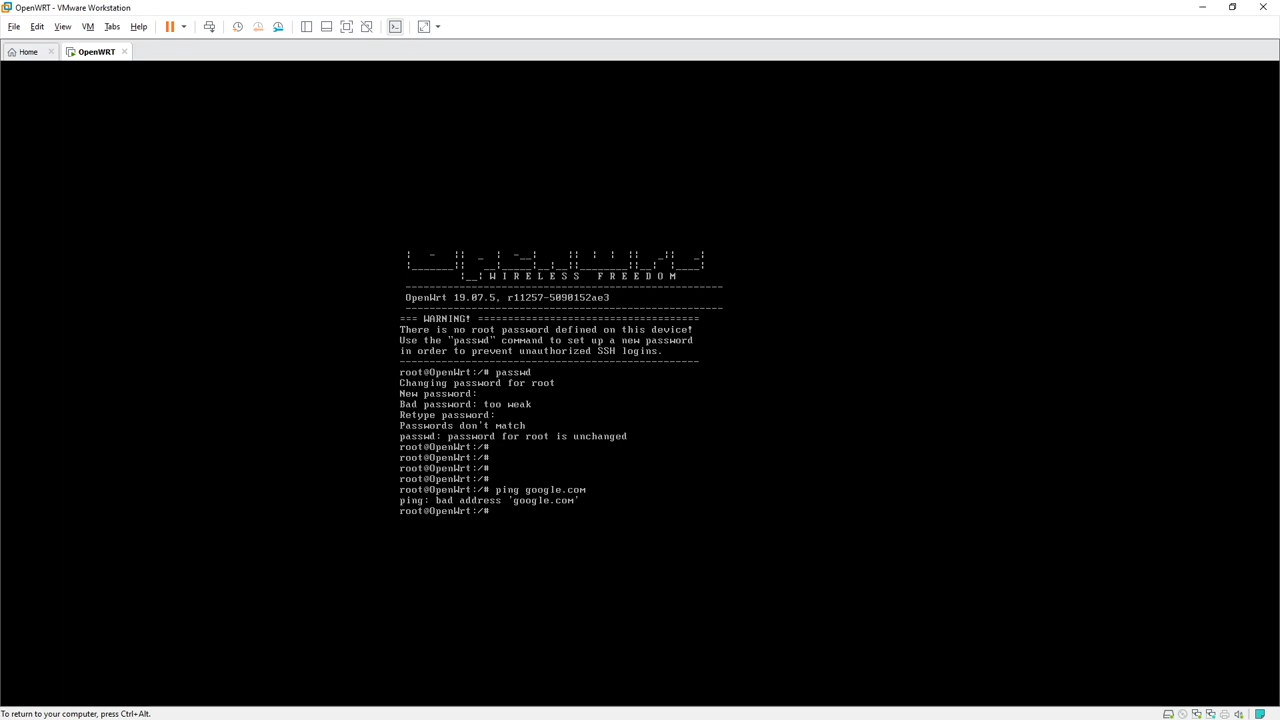 OpenWRT - VMware Workstation
File Edit View VM Tabs Help
Home OpenWRT
W I R E L E S S F R E E D O M
-----------------------------------------------------
OpenWrt 19.07.5, r11257-5090152ae3
-----------------------------------------------------
=== WARNING! =====================================
There is no root password defined on this device!
Use the "passwd" command to set up a new password
in order to prevent unauthorized SSH logins.
--------------------------------------------------
root@OpenWrt:/# passwd
Changing password for root
New password:
Bad password: too weak
Retype password:
Passwords don't match
passwd: password for root is unchanged
root@OpenWrt:/#
root@OpenWrt:/#
root@OpenWrt:/#
root@OpenWrt:/#
root@OpenWrt:/# ping google.com
ping: bad address 'google.com'
root@OpenWrt:/#
To return to your computer, press Ctrl+Alt.